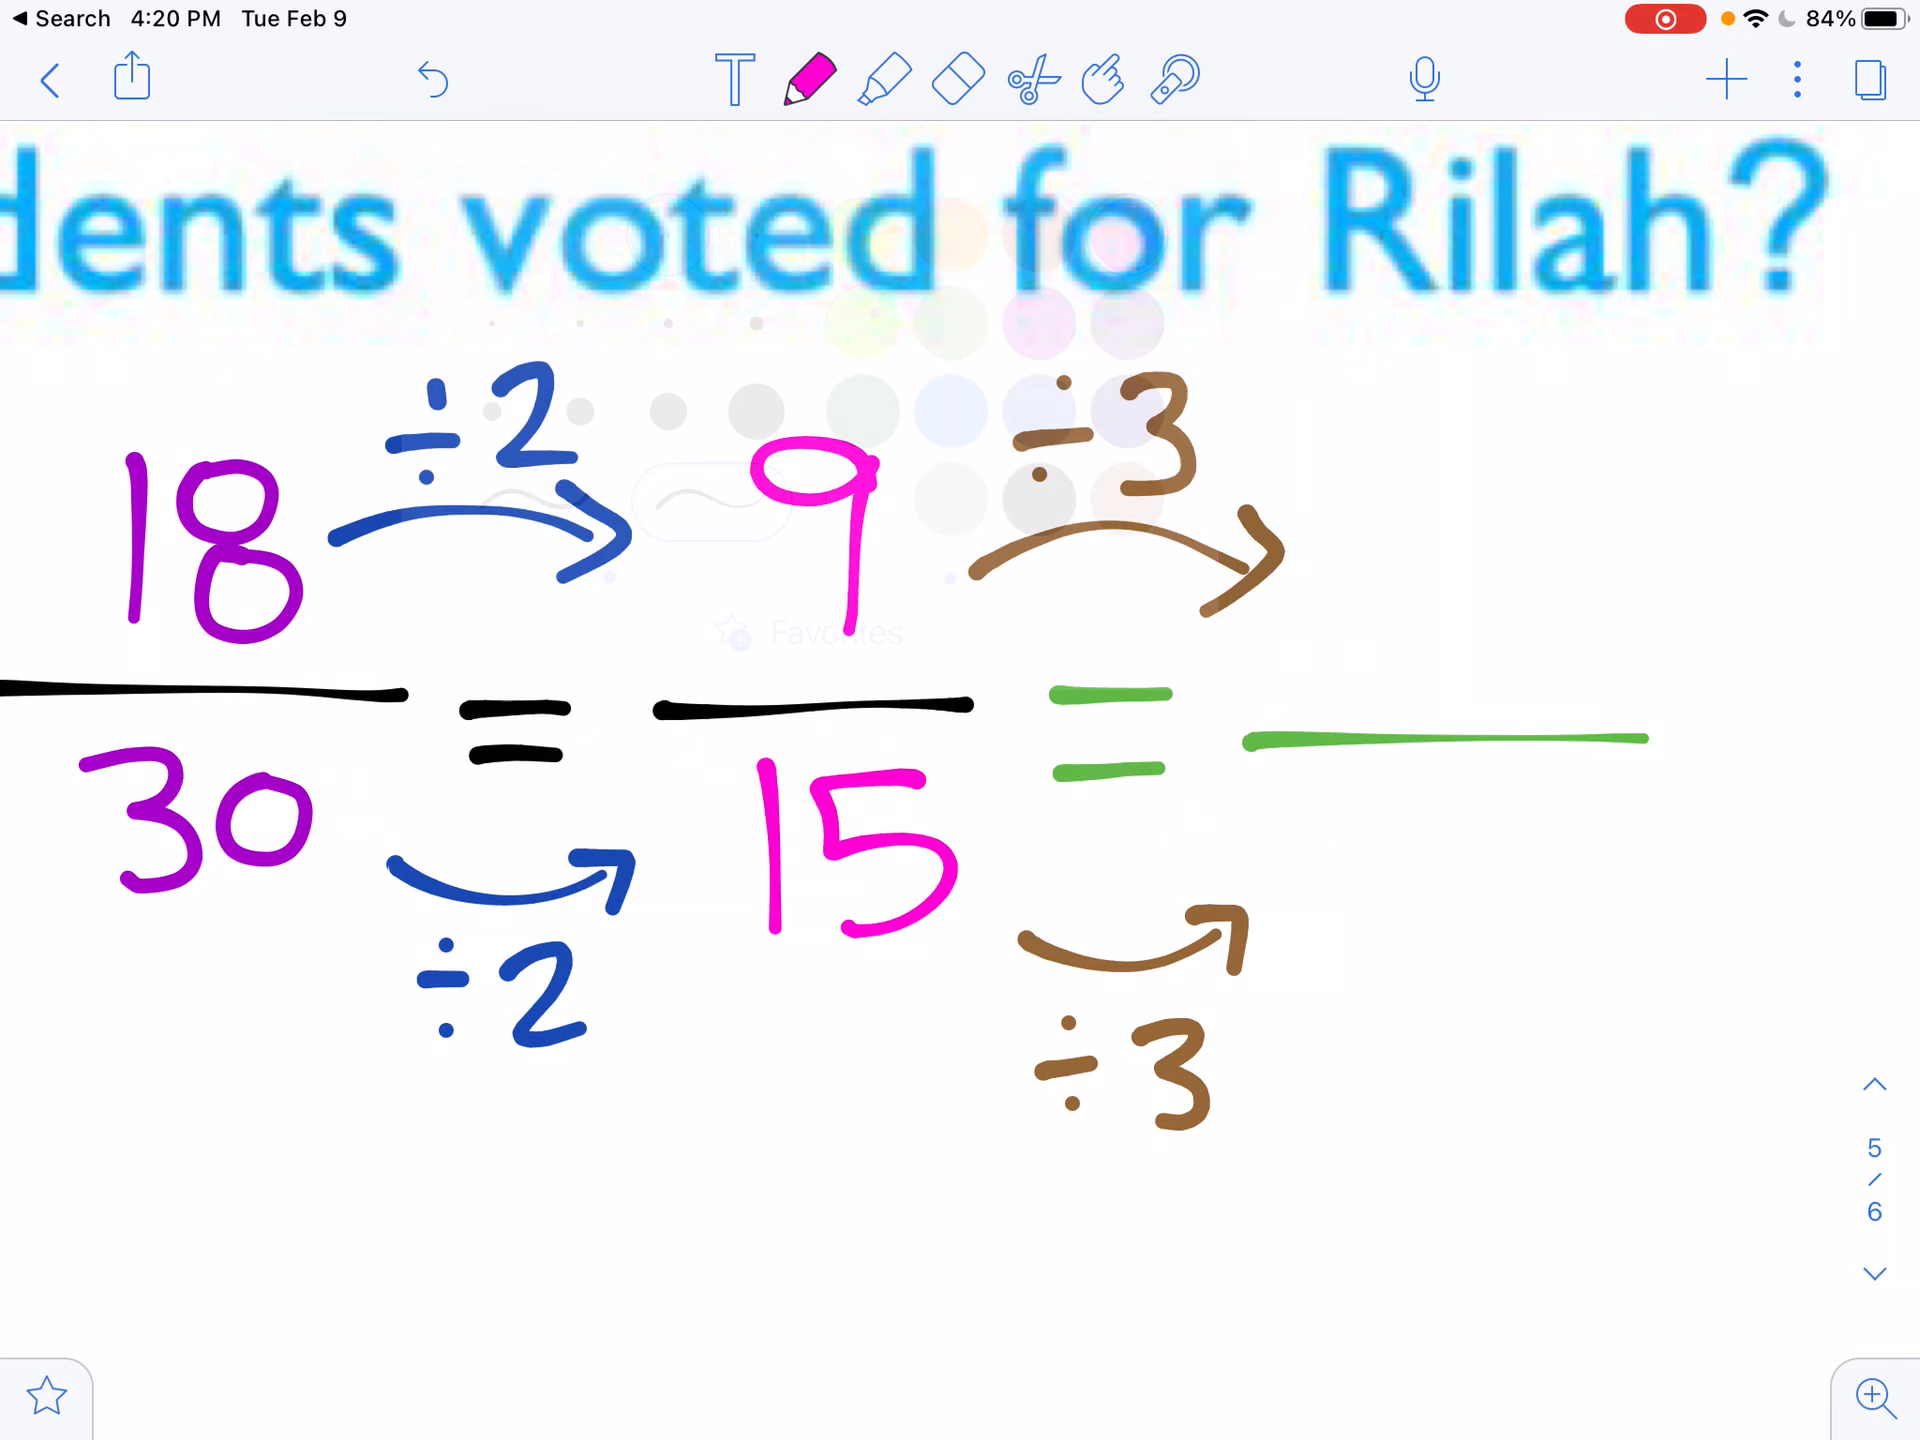 Search 4:20 PM Tue Feb 9 84%
T
dents voted for Rilah?
÷2 ÷3
18 9
Favorites
= =
30 15
÷2 ÷3
5
/
6